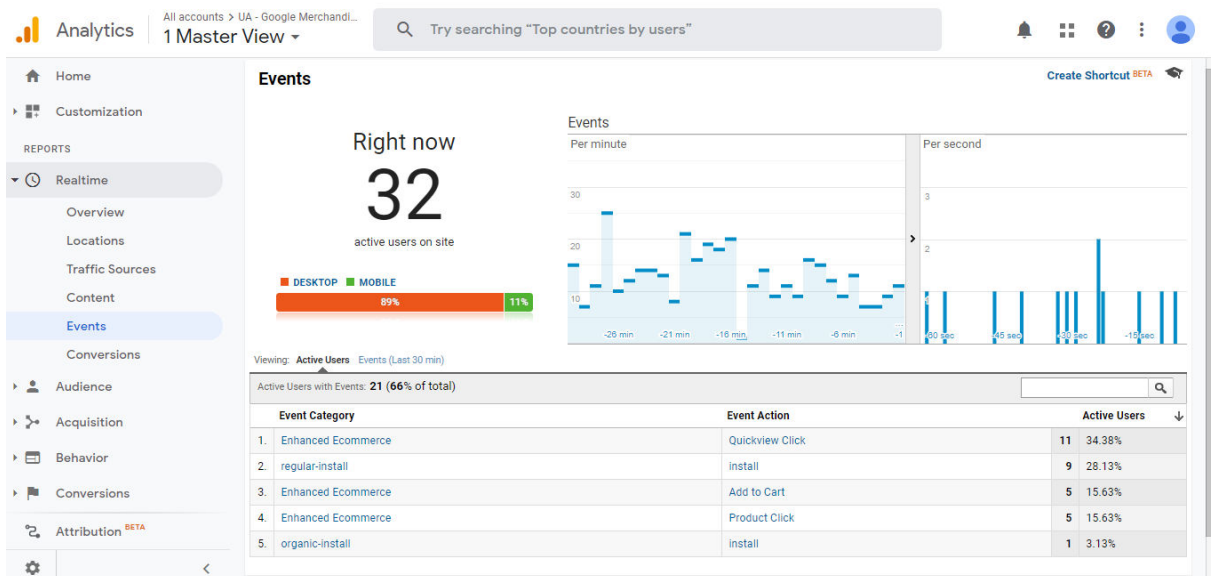 Analytics
All accounts > UA - Google Merchandi...
1 Master View
Try searching “Top countries by users”
Home
Customization
REPORTS
Realtime
Overview
Locations
Traffic Sources
Content
Events
Conversions
Audience
Acquisition
Behavior
Conversions
Attribution BETA
Events
Create Shortcut BETA
Right now
32
active users on site
DESKTOP MOBILE
89% 11%
Events
Per minute
30
20
10
-26 min -21 min -16 min -11 min -6 min -1
Per second
3
2
1
-60 sec -45 sec -30 sec -15 sec
Viewing: Active Users Events (Last 30 min)
Active Users with Events: 21 (66% of total)
Event Category Event Action Active Users
1. Enhanced Ecommerce Quickview Click 11 34.38%
2. regular-install install 9 28.13%
3. Enhanced Ecommerce Add to Cart 5 15.63%
4. Enhanced Ecommerce Product Click 5 15.63%
5. organic-install install 1 3.13%